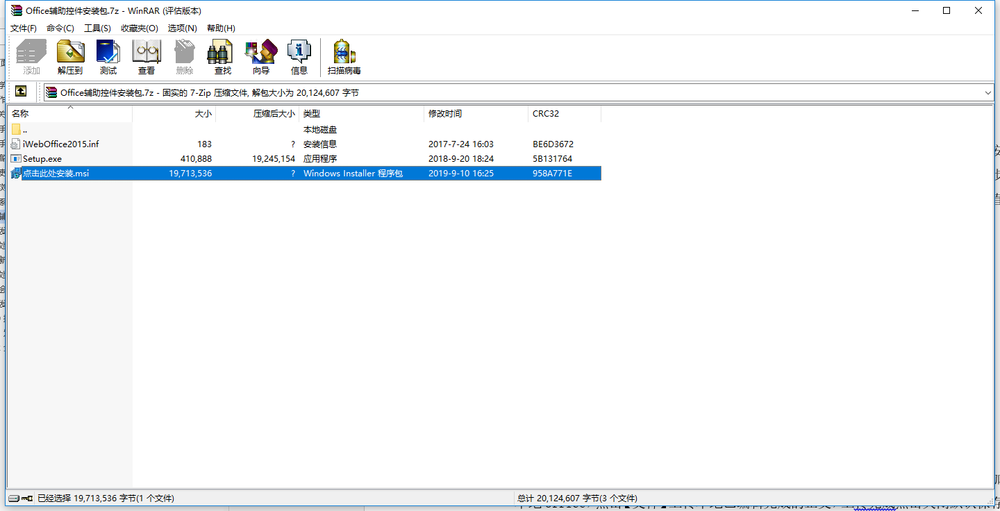 Office辅助控件安装包.7z - WinRAR (评估版本)
文件(F) 命令(C) 工具(S) 收藏夹(O) 选项(N) 帮助(H)
添加 解压到 测试 查看 删除 查找 向导 信息 扫描病毒
Office辅助控件安装包.7z - 固实的 7-Zip 压缩文件, 解包大小为 20,124,607 字节
名称 大小 压缩后大小 类型 修改时间 CRC32
.. 本地磁盘
iWebOffice2015.inf 183 ? 安装信息 2017-7-24 16:03 BE6D3672
Setup.exe 410,888 19,245,154 应用程序 2018-9-20 18:24 5B131764
点击此处安装.msi 19,713,536 ? Windows Installer 程序包 2019-9-10 16:25 958A771E
已经选择 19,713,536 字节(1 个文件) 总计 20,124,607 字节(3 个文件)